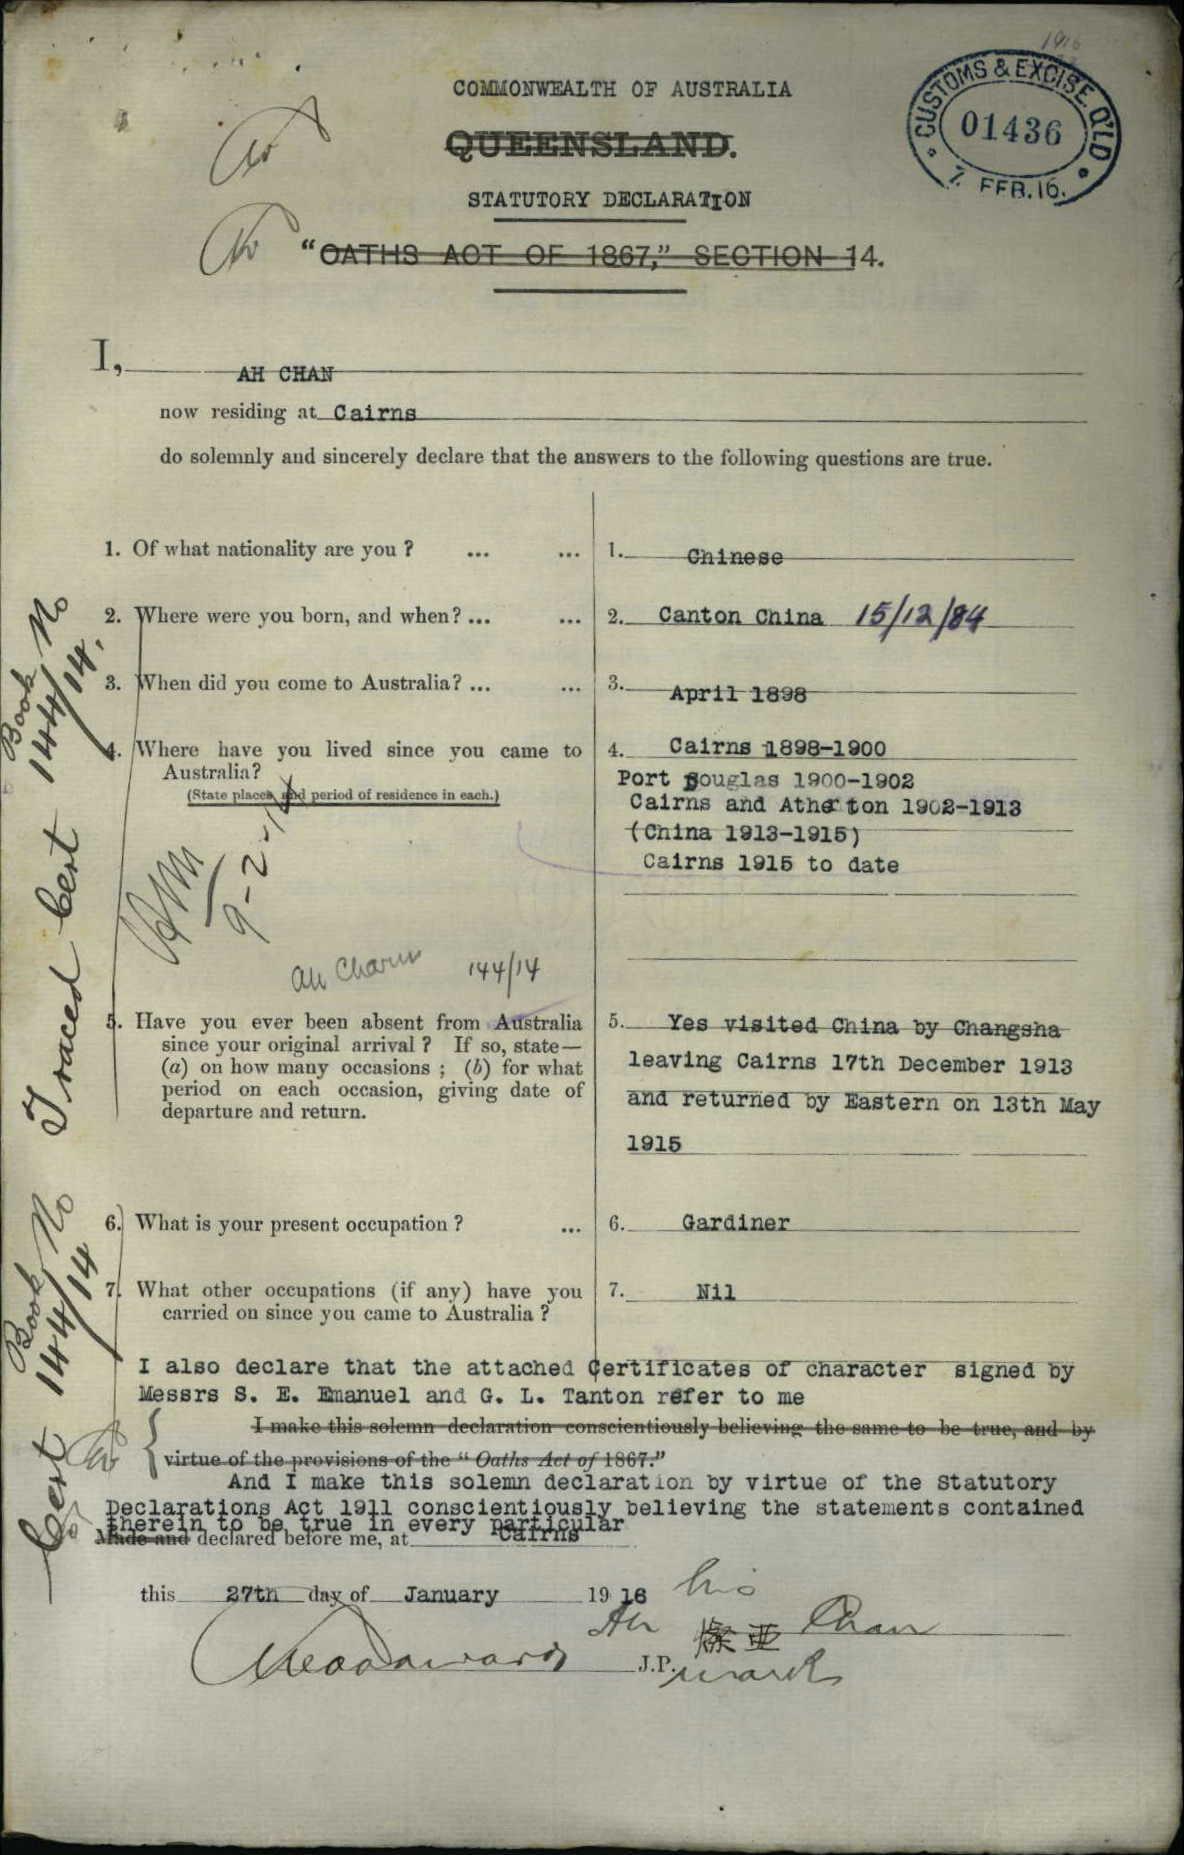 1916
COMMONWEALTH OF AUSTRALIA
QUEENSLAND.
STATUTORY DECLARATION
"OATHS ACT OF 1867," SECTION 14.
CUSTOMS & EXCISE Q'LD
01436
7. FEB. 16.
I, AH CHAN
now residing at Cairns
do solemnly and sincerely declare that the answers to the following questions are true.
1. Of what nationality are you ? ... ...
1. Chinese
2. Where were you born, and when? ... ...
2. Canton China 15/12/84
3. When did you come to Australia? ... ...
3. April 1898
4. Where have you lived since you came to
Australia?
(State places and period of residence in each.)
4. Cairns 1898-1900
Port Douglas 1900-1902
Cairns and Atherton 1902-1913
(China 1913-1915)
Cairns 1915 to date
9-2-16
Ah Charn 144/14
5. Have you ever been absent from Australia
since your original arrival ? If so, state—
(a) on how many occasions ; (b) for what
period on each occasion, giving date of
departure and return.
5. Yes visited China by Changsha
leaving Cairns 17th December 1913
and returned by Eastern on 13th May
1915
6. What is your present occupation ? ...
6. Gardiner
7. What other occupations (if any) have you
carried on since you came to Australia ?
7. Nil
I also declare that the attached Certificates of character signed by
Messrs S. E. Emanuel and G. L. Tanton refer to me
I make this solemn declaration conscientiously believing the same to be true, and by
virtue of the provisions of the "Oaths Act of 1867."
And I make this solemn declaration by virtue of the Statutory
Declarations Act 1911 conscientiously believing the statements contained
therein to be true in every particular
Made and declared before me, at Cairns
this 27th day of January 1916
his
Ah 燦亜 Chan
J.P. mark
Traced Cert Book No 144/14.
Cert Book No 144/14